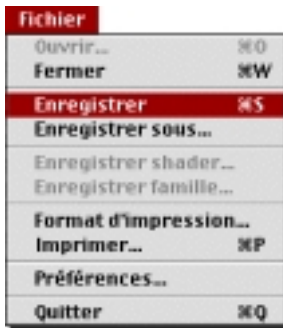 Fichier
Ouvrir... ⌘O
Fermer ⌘W
Enregistrer ⌘S
Enregistrer sous...
Enregistrer shader...
Enregistrer famille...
Format d'impression...
Imprimer... ⌘P
Préférences...
Quitter ⌘Q